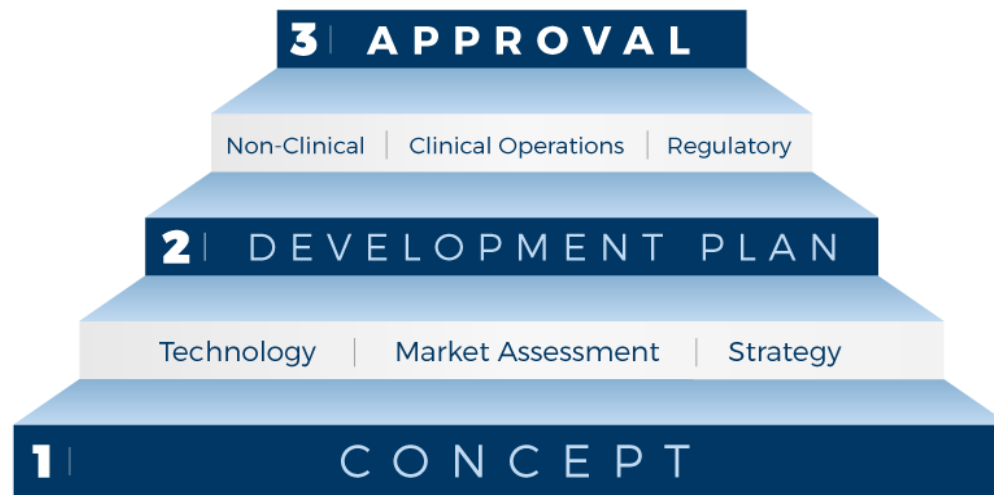 3 | APPROVAL
Non-Clinical | Clinical Operations | Regulatory
2 | DEVELOPMENT PLAN
Technology | Market Assessment | Strategy
1 | CONCEPT